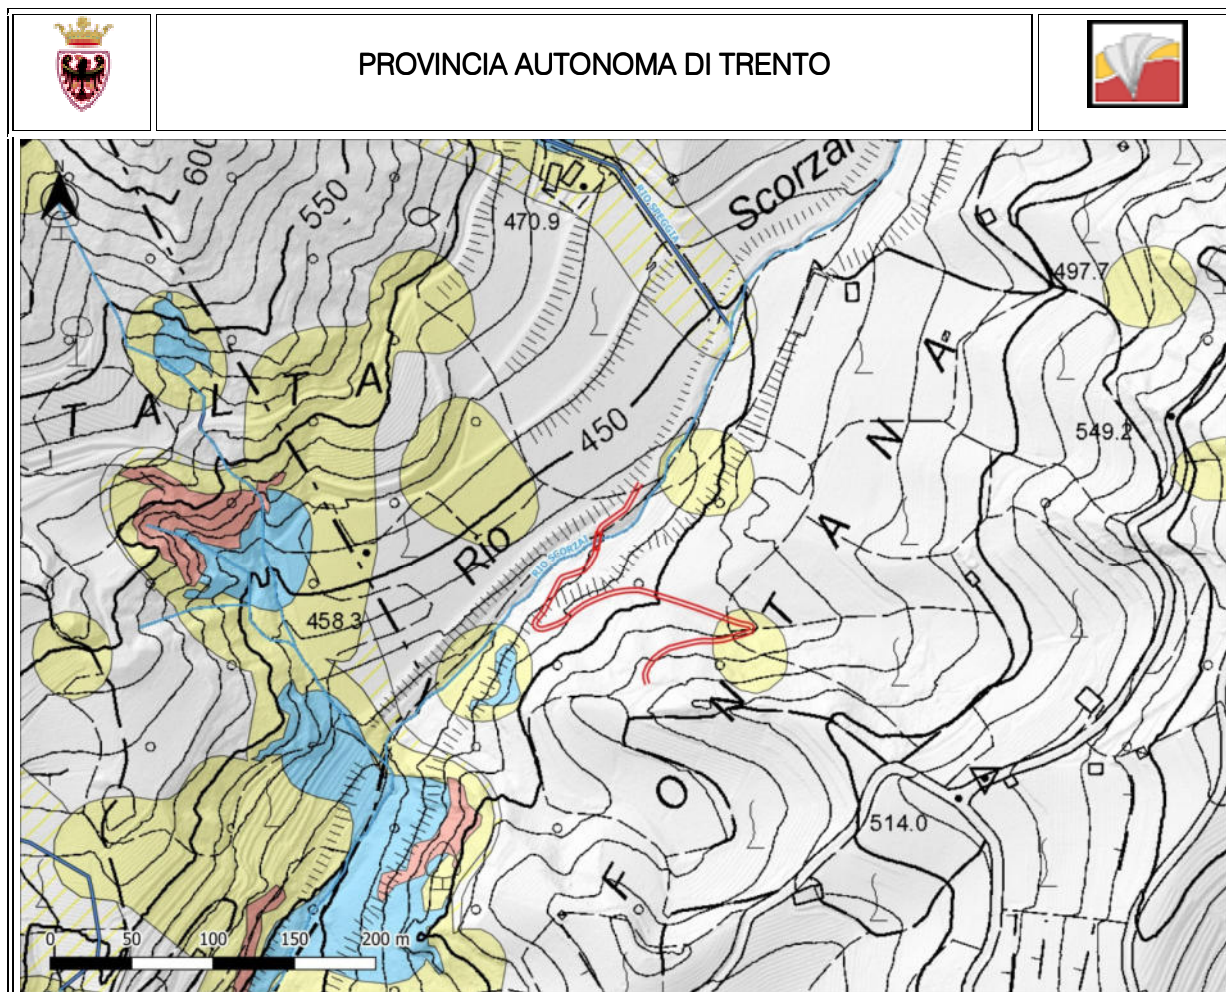 PROVINCIA AUTONOMA DI TRENTO
N
600
550
470.9
Scorzai
RIO SREGGIA
497.7
T A L T A
450
549.2
Rio
RIO SCORZAI
458.3
F O N T A N A
514.0
0 50 100 150 200 m